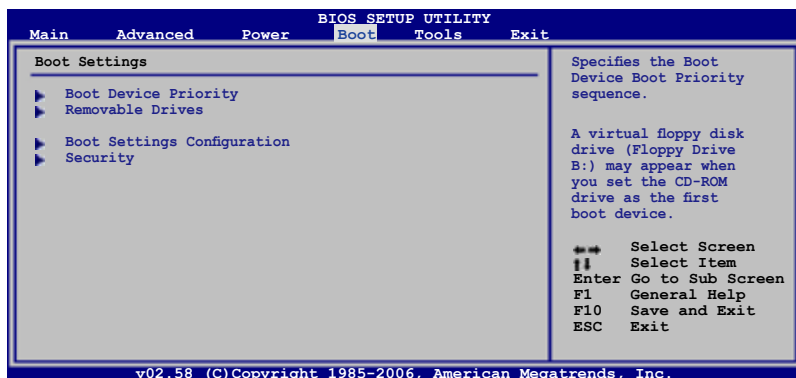 BIOS SETUP UTILITY
Main Advanced Power Boot Tools Exit
Boot Settings
Boot Device Priority
Removable Drives
Boot Settings Configuration
Security
Specifies the Boot
Device Boot Priority
sequence.
A virtual floppy disk
drive (Floppy Drive
B:) may appear when
you set the CD-ROM
drive as the first
boot device.
Select Screen
Select Item
Enter Go to Sub Screen
F1 General Help
F10 Save and Exit
ESC Exit
v02.58 (C)Copyright 1985-2006, American Megatrends, Inc.